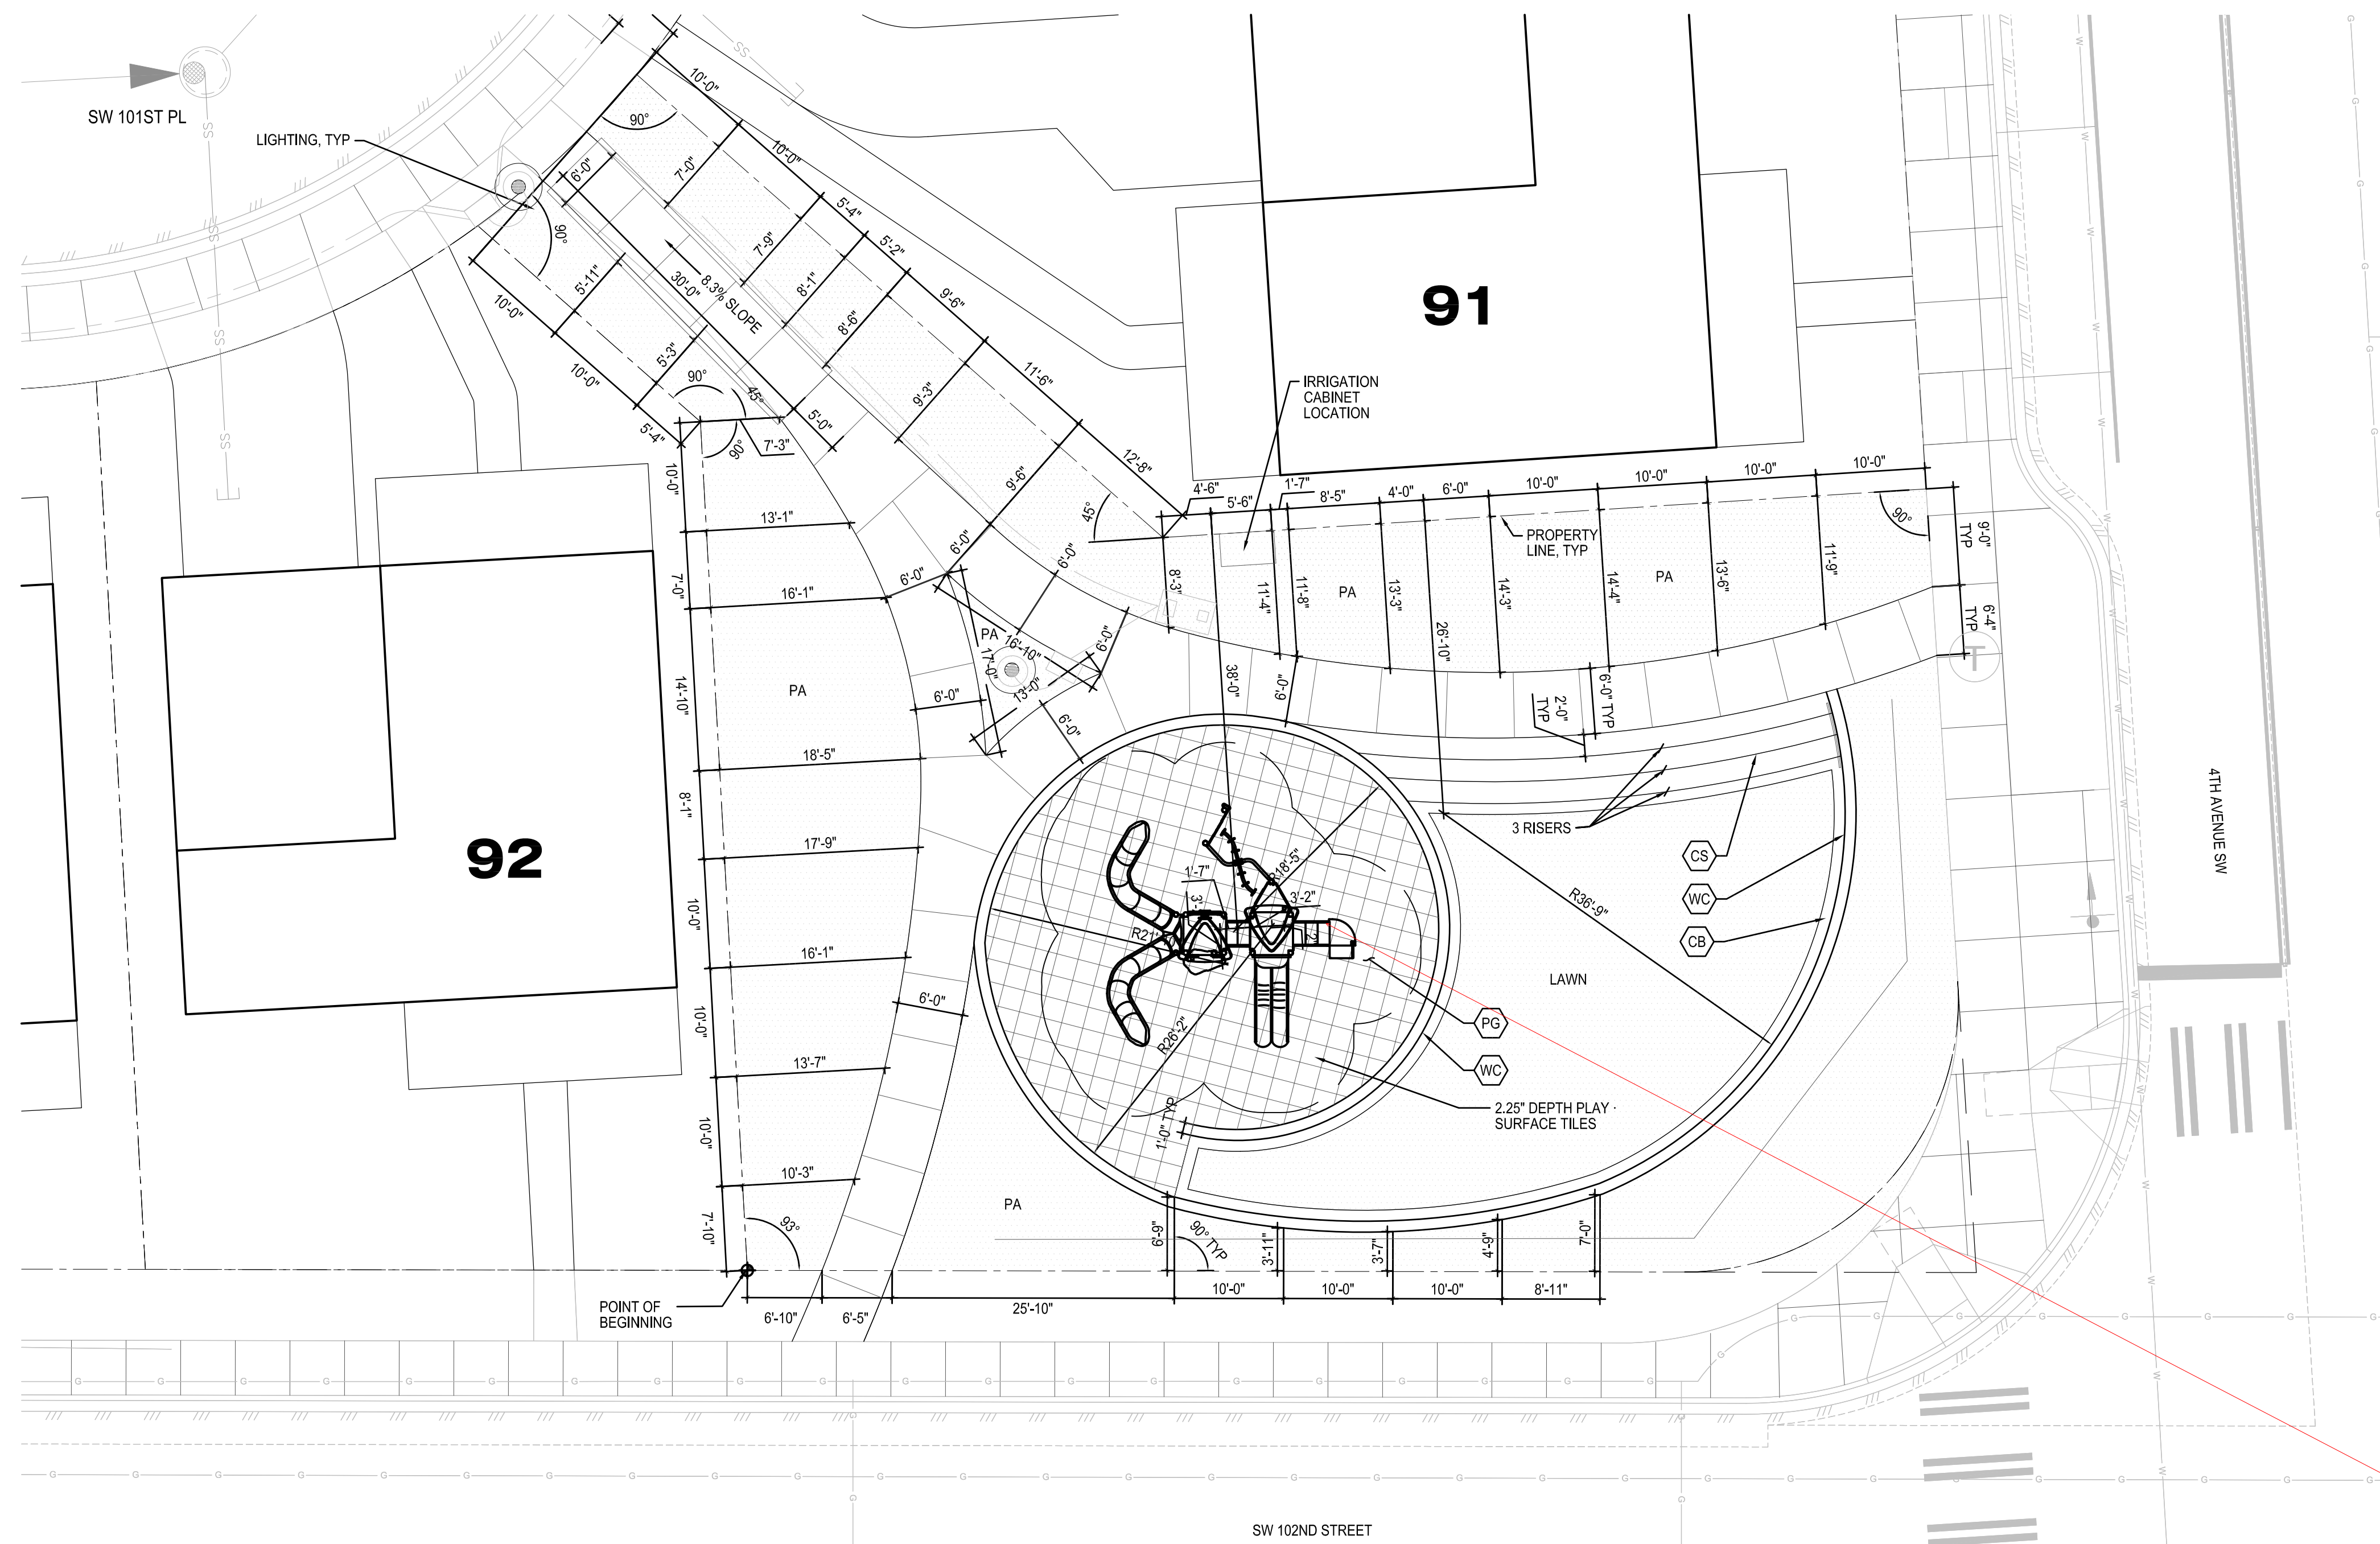 SW 101ST PL
LIGHTING, TYP
SS
SS
SS
SS
SS
SS
90°
90°
10'-0"
10'-0"
5'-4"
5'-2"
9'-6"
11'-6"
12'-8"
6'-0"
7'-0"
7'-9"
8'-1"
8'-6"
9'-3"
9'-6"
5'-11"
5'-3"
30'-0"
8.3% SLOPE
10'-0"
10'-0"
5'-4"
90°
45°
90°
7'-3"
5'-0"
91
IRRIGATION
CABINET
LOCATION
45°
4'-6"
5'-6"
1'-7"
8'-5"
4'-0"
6'-0"
10'-0"
10'-0"
10'-0"
10'-0"
PROPERTY
LINE, TYP
90°
9'-0"
TYP
6'-4"
TYP
T
8'-3"
11'-4"
11'-8"
PA
13'-3"
14'-3"
14'-4"
PA
13'-6"
11'-9"
26'-10"
38'-0"
6'-0"
6'-0" TYP
2'-0"
TYP
10'-0"
7'-0"
14'-10"
8'-1"
10'-0"
10'-0"
10'-0"
7'-10"
13'-1"
16'-1"
18'-5"
17'-9"
16'-1"
13'-7"
10'-3"
PA
6'-0"
6'-0"
6'-0"
PA
16'-10"
17'-0"
13'-0"
6'-0"
6'-0"
6'-0"
6'-0"
92
3 RISERS
CS
WC
CB
4TH AVENUE SW
R18'-5"
1'-7"
3'-2"
R26'-2"
R36'-9"
LAWN
PG
WC
2.25" DEPTH PLAY
SURFACE TILES
1'-0" TYP
PA
93°
6'-9"
90° TYP
3'-11"
3'-7"
4'-9"
7'-0"
POINT OF
BEGINNING
6'-10"
6'-5"
25'-10"
10'-0"
10'-0"
10'-0"
8'-11"
SW 102ND STREET